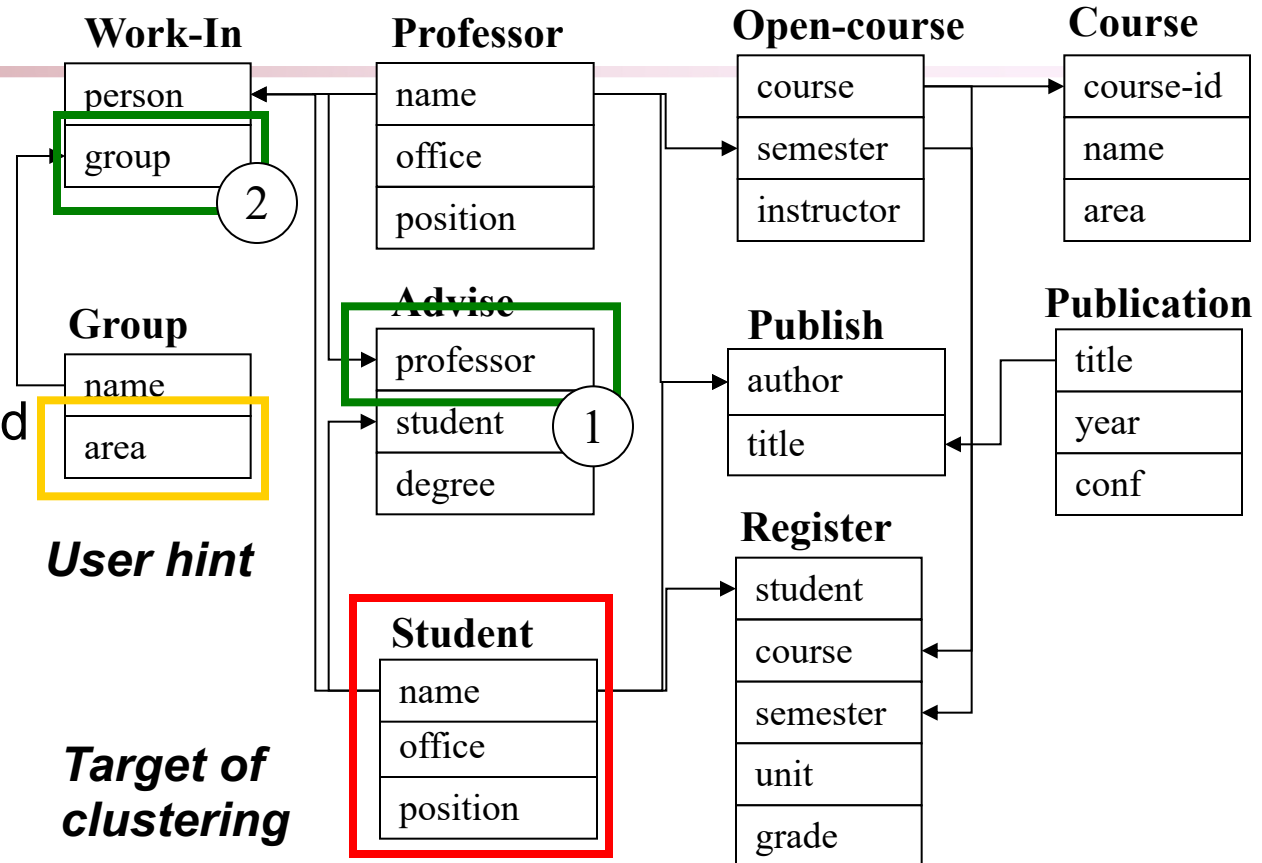 Work-In
person
group
2
Professor
name
office
position
Open-course
course
semester
instructor
Course
course-id
name
area
Group
name
area
d
User hint
Advise
professor
student
degree
1
Publish
author
title
Publication
title
year
conf
Student
name
office
position
Target of
clustering
Register
student
course
semester
unit
grade